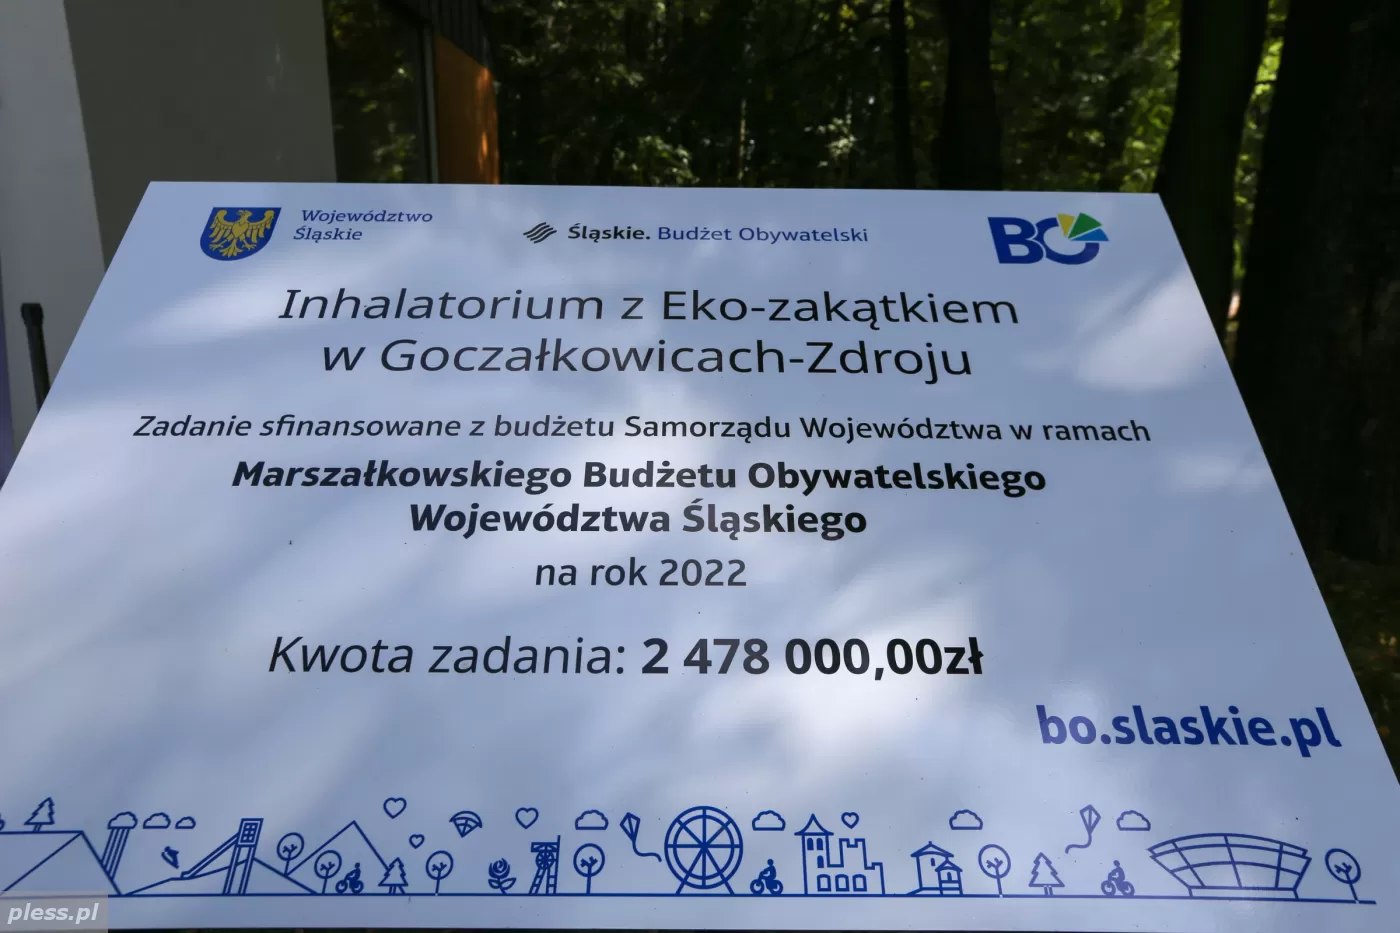 Województwo
Śląskie
Śląskie. Budżet Obywatelski
BO
Inhalatorium z Eko-zakątkiem
w Goczałkowicach-Zdroju
Zadanie sfinansowane z budżetu Samorządu Województwa w ramach
Marszałkowskiego Budżetu Obywatelskiego
Województwa Śląskiego
na rok 2022
Kwota zadania: 2 478 000,00zł
bo.slaskie.pl
pless.pl